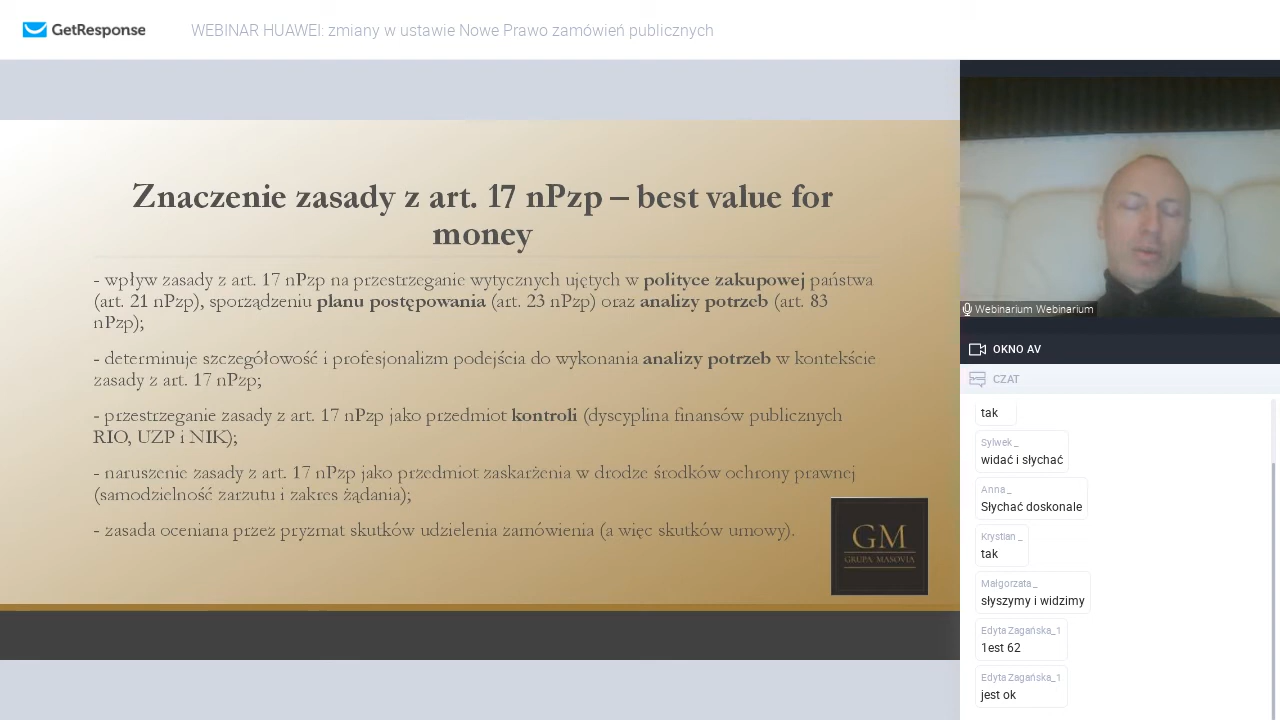 GetResponse
WEBINAR HUAWEI: zmiany w ustawie Nowe Prawo zamówień publicznych
Znaczenie zasady z art. 17 nPzp – best value for
money
- wpływ zasady z art. 17 nPzp na przestrzeganie wytycznych ujętych w polityce zakupowej państwa
(art. 21 nPzp), sporządzeniu planu postępowania (art. 23 nPzp) oraz analizy potrzeb (art. 83
nPzp);
- determinuje szczegółowość i profesjonalizm podejścia do wykonania analizy potrzeb w kontekście
zasady z art. 17 nPzp;
- przestrzeganie zasady z art. 17 nPzp jako przedmiot kontroli (dyscyplina finansów publicznych
RIO, UZP i NIK);
- naruszenie zasady z art. 17 nPzp jako przedmiot zaskarżenia w drodze środków ochrony prawnej
(samodzielność zarzutu i zakres żądania);
- zasada oceniana przez pryzmat skutków udzielenia zamówienia (a więc skutków umowy).
GM
GRUPA MASOVIA
Webinarium Webinarium
OKNO AV
CZAT
tak
Sylwek _
widać i słychać
Anna _
Słychać doskonale
Krystian _
tak
Małgorzata _
słyszymy i widzimy
Edyta Zagańska_1
1est 62
Edyta Zagańska_1
jest ok